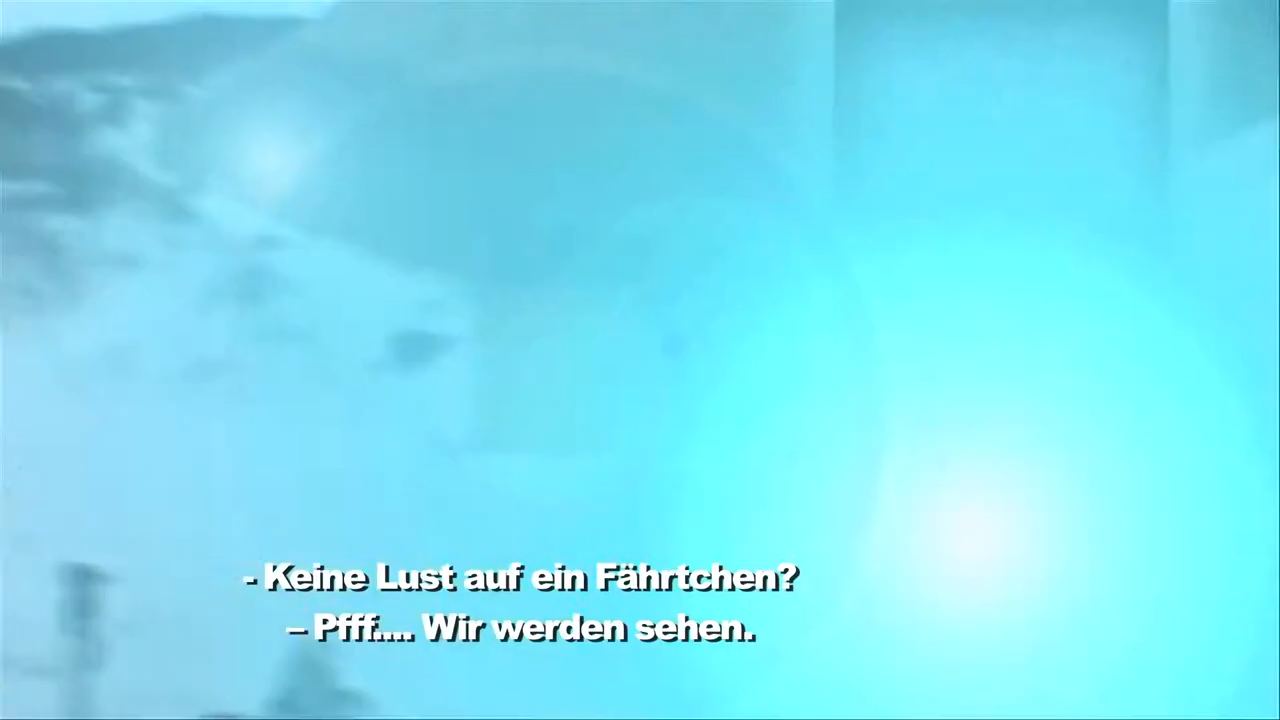 - Keine Lust auf ein Fährtchen?
– Pfff.... Wir werden sehen.